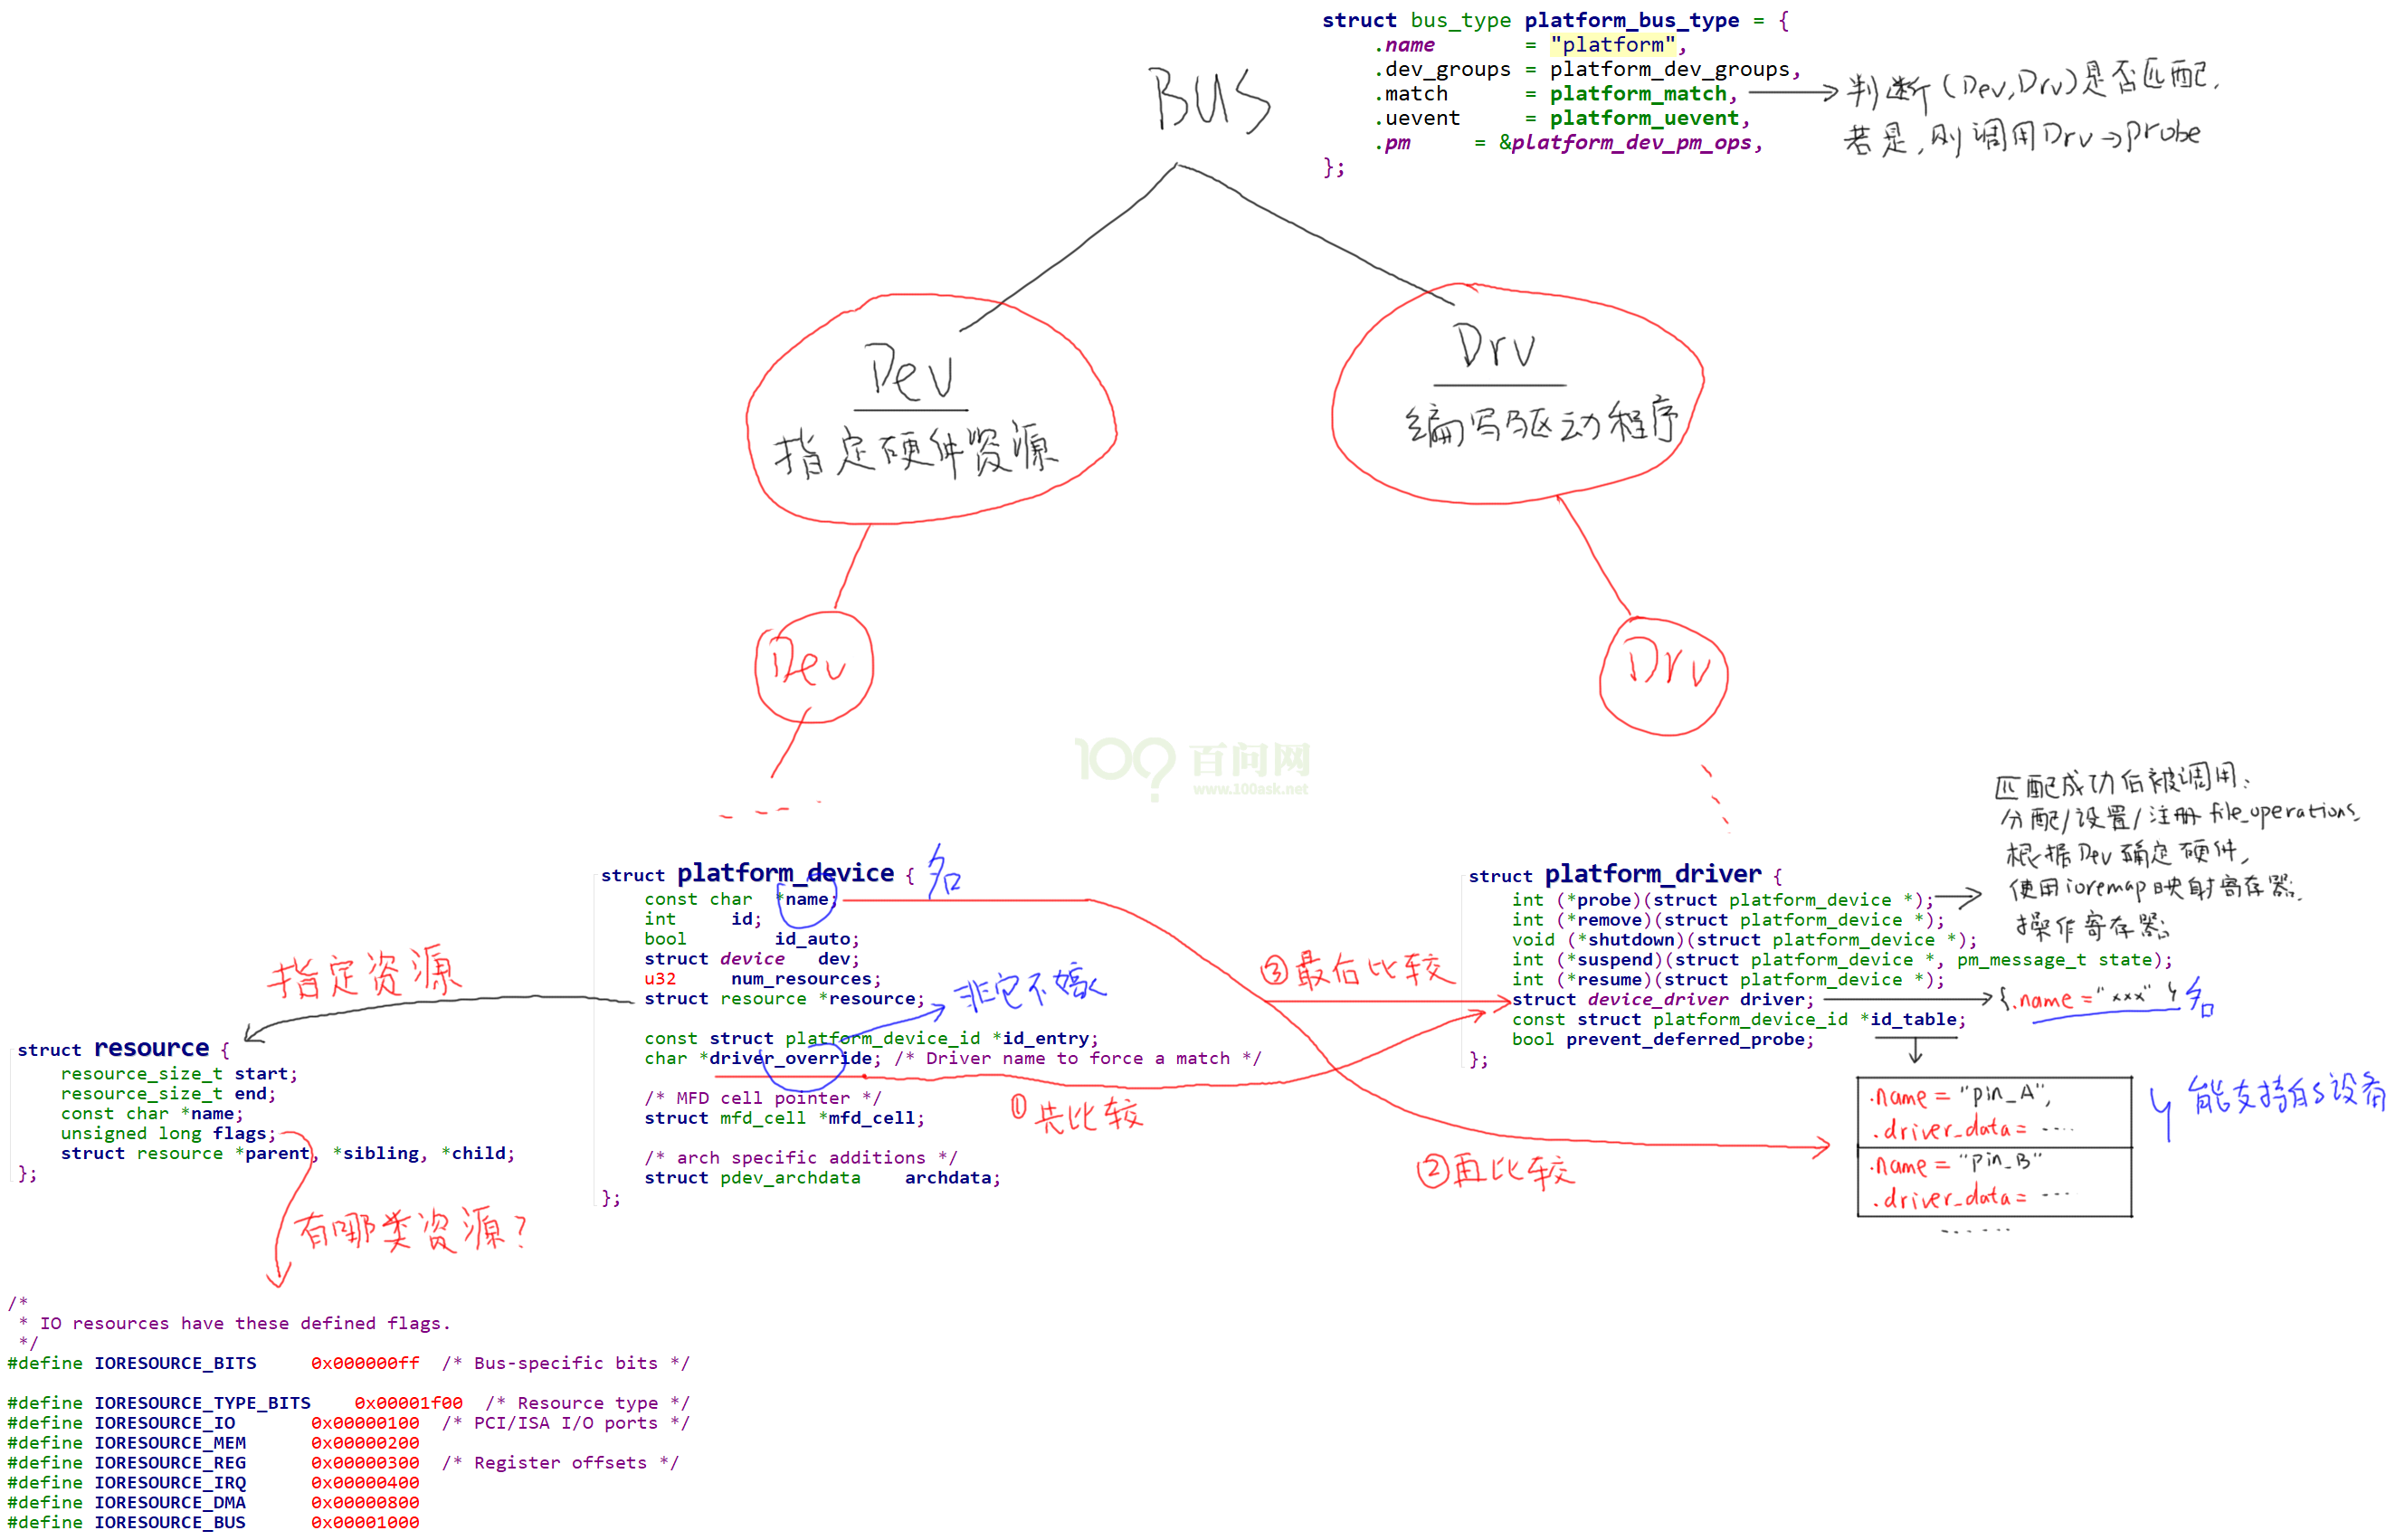 struct bus_type platform_bus_type = {
.name = "platform",
.dev_groups = platform_dev_groups,
.match = platform_match,
.uevent = platform_uevent,
.pm = &platform_dev_pm_ops,
};
判断(Dev,Drv)是否匹配,
若是,则调用Drv→probe
BUS
Dev
指定硬件资源
Drv
编写驱动程序
Dev
Drv
100? 百问网
www.100ask.net
匹配成功后被调用:
分配/设置/注册 file_operations
根据Dev确定硬件,
使用ioremap映射寄存器;
操作寄存器;
struct platform_device {
const char *name;
int id;
bool id_auto;
struct device dev;
u32 num_resources;
struct resource *resource;
const struct platform_device_id *id_entry;
char *driver_override; /* Driver name to force a match */
/* MFD cell pointer */
struct mfd_cell *mfd_cell;
/* arch specific additions */
struct pdev_archdata archdata;
};
名
非它不嫁
①先比较
②再比较
③最后比较
struct platform_driver {
int (*probe)(struct platform_device *);
int (*remove)(struct platform_device *);
void (*shutdown)(struct platform_device *);
int (*suspend)(struct platform_device *, pm_message_t state);
int (*resume)(struct platform_device *);
struct device_driver driver;
const struct platform_device_id *id_table;
bool prevent_deferred_probe;
};
{.name="xxx"} 名
.name = "pin_A",
.driver_data= ....
.name = "pin_B"
.driver_data= ....
......
能支持的设备
指定资源
struct resource {
resource_size_t start;
resource_size_t end;
const char *name;
unsigned long flags;
struct resource *parent, *sibling, *child;
};
有哪类资源?
/*
* IO resources have these defined flags.
*/
#define IORESOURCE_BITS 0x000000ff /* Bus-specific bits */
#define IORESOURCE_TYPE_BITS 0x00001f00 /* Resource type */
#define IORESOURCE_IO 0x00000100 /* PCI/ISA I/O ports */
#define IORESOURCE_MEM 0x00000200
#define IORESOURCE_REG 0x00000300 /* Register offsets */
#define IORESOURCE_IRQ 0x00000400
#define IORESOURCE_DMA 0x00000800
#define IORESOURCE_BUS 0x00001000